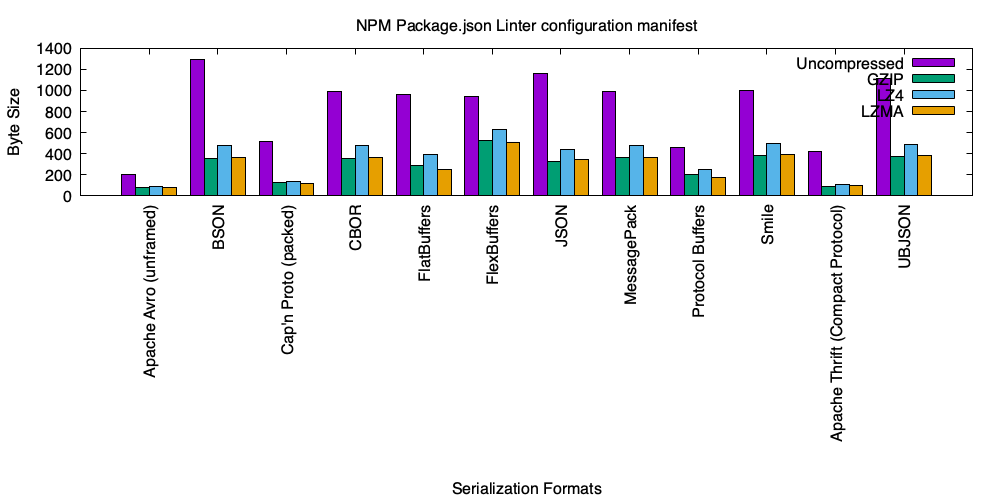 NPM Package.json Linter configuration manifest
Byte Size
1400
1200
1000
800
600
400
200
0
Uncompressed
GZIP
LZ4
LZMA
Apache Avro (unframed)
BSON
Cap'n Proto (packed)
CBOR
FlatBuffers
FlexBuffers
JSON
MessagePack
Protocol Buffers
Smile
Apache Thrift (Compact Protocol)
UBJSON
Serialization Formats